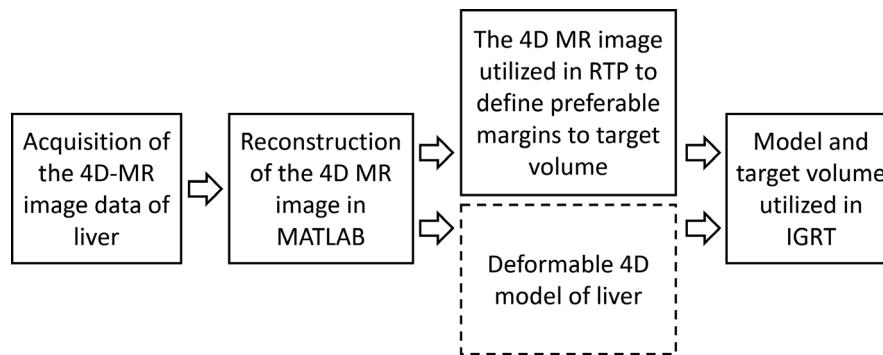 Acquisition of
the 4D-MR
image data of
liver
Reconstruction
of the 4D MR
image in
MATLAB
The 4D MR image
utilized in RTP to
define preferable
margins to target
volume
Deformable 4D
model of liver
Model and
target volume
utilized in
IGRT